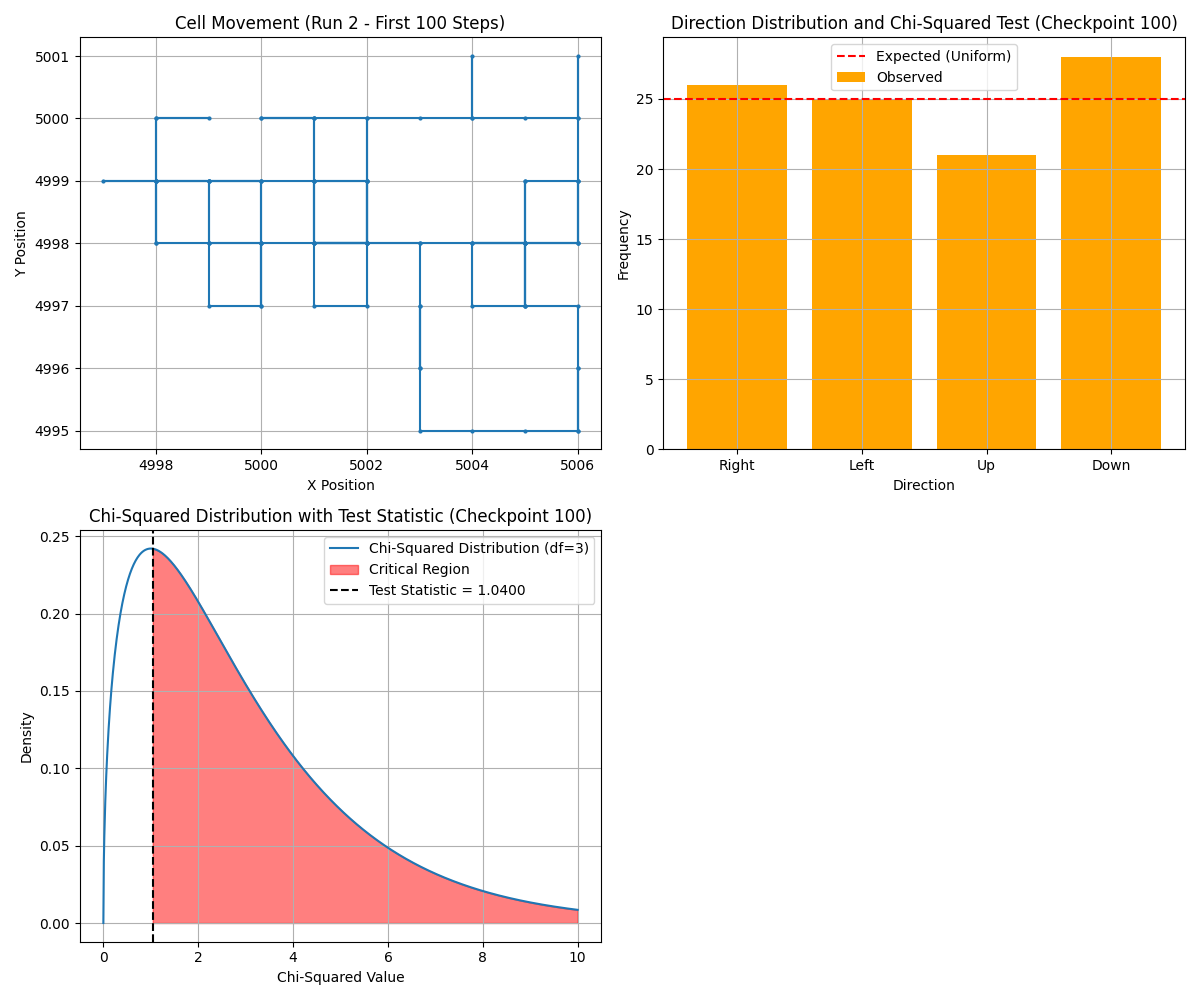 Cell Movement (Run 2 - First 100 Steps)
5001
5000
4999
4998
4997
4996
4995
Y Position
4998
5000
5002
5004
5006
X Position
Direction Distribution and Chi-Squared Test (Checkpoint 100)
Expected (Uniform)
Observed
25
20
15
10
5
0
Frequency
Right
Left
Up
Down
Direction
Chi-Squared Distribution with Test Statistic (Checkpoint 100)
Chi-Squared Distribution (df=3)
Critical Region
Test Statistic = 1.0400
0.25
0.20
0.15
0.10
0.05
0.00
Density
0
2
4
6
8
10
Chi-Squared Value